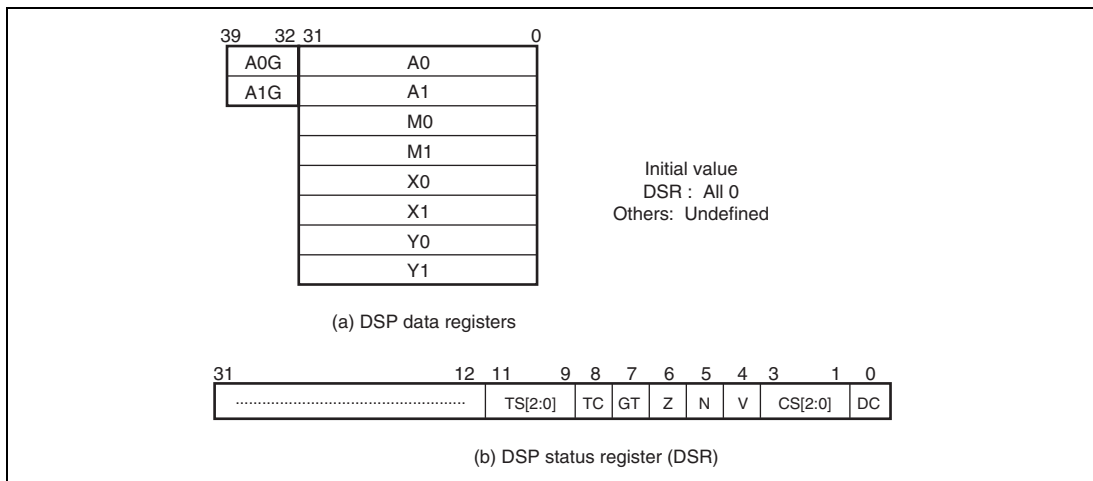 39 32 31 0
A0G A0
A1G A1
M0
M1
X0
X1
Y0
Y1
Initial value
DSR : All 0
Others: Undefined
(a) DSP data registers
31 12 11 9 8 7 6 5 4 3 1 0
.................................................. TS[2:0] TC GT Z N V CS[2:0] DC
(b) DSP status register (DSR)